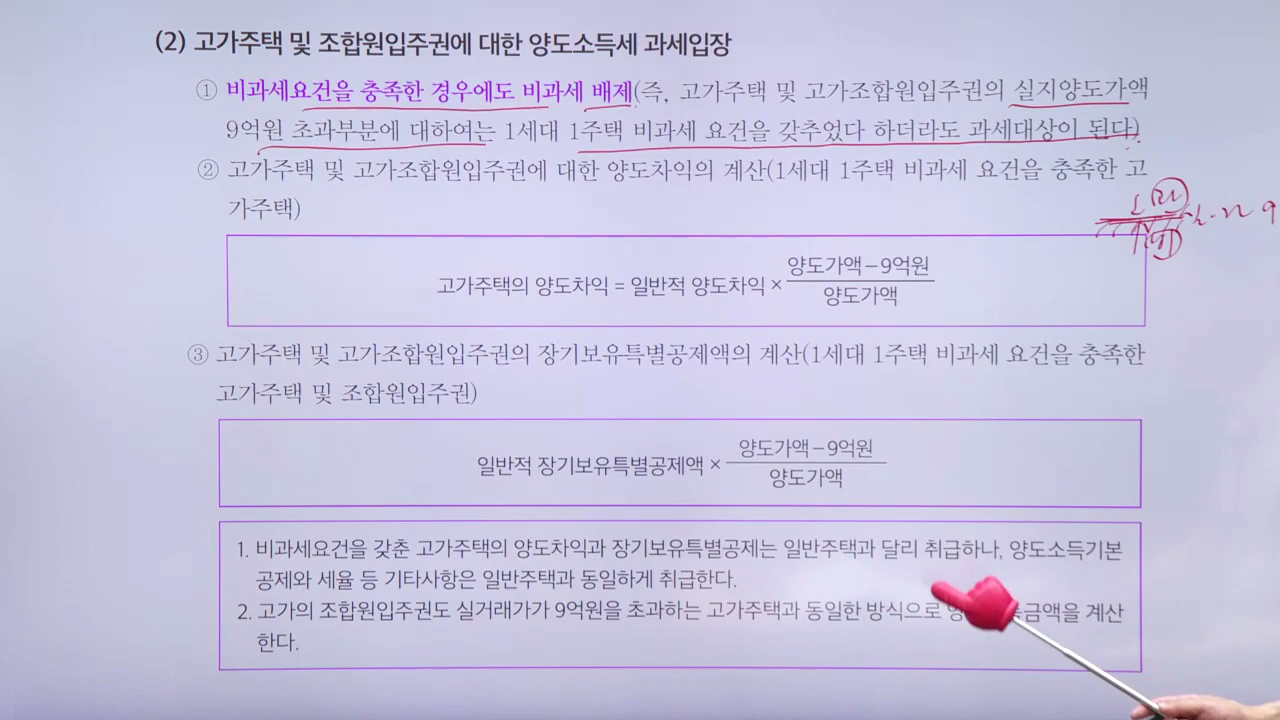 (2) 고가주택 및 조합원입주권에 대한 양도소득세 과세입장
① 비과세요건을 충족한 경우에도 비과세 배제(즉, 고가주택 및 고가조합원입주권의 실지양도가액
9억원 초과부분에 대하여는 1세대 1주택 비과세 요건을 갖추었다 하더라도 과세대상이 된다).
② 고가주택 및 고가조합원입주권에 대한 양도차익의 계산(1세대 1주택 비과세 요건을 충족한 고
가주택)
고가주택의 양도차익 = 일반적 양도차익 × 양도가액-9억원
양도가액
③ 고가주택 및 고가조합원입주권의 장기보유특별공제액의 계산(1세대 1주택 비과세 요건을 충족한
고가주택 및 조합원입주권)
일반적 장기보유특별공제액 × 양도가액-9억원
양도가액
1. 비과세요건을 갖춘 고가주택의 양도차익과 장기보유특별공제는 일반주택과 달리 취급하나, 양도소득기본
공제와 세율 등 기타사항은 일반주택과 동일하게 취급한다.
2. 고가의 조합원입주권도 실거래가가 9억원을 초과하는 고가주택과 동일한 방식으로 금액을 계산
한다.